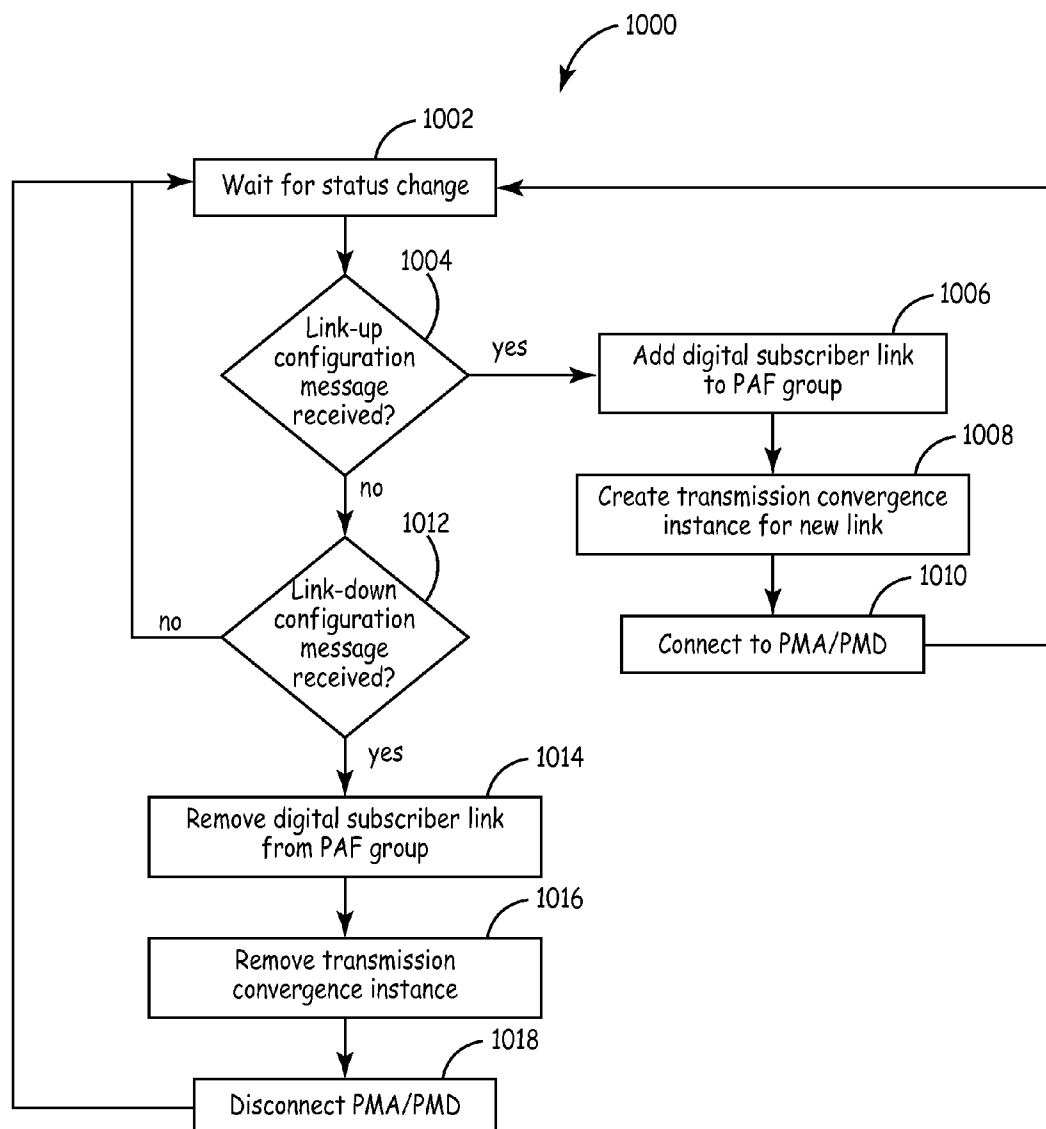 1000
1002
Wait for status change
1004
Link-up
configuration
message
received?
yes
1006
Add digital subscriber link
to PAF group
1008
Create transmission convergence
instance for new link
1010
Connect to PMA/PMD
no
1012
Link-down
configuration
message
received?
no
yes
1014
Remove digital subscriber link
from PAF group
1016
Remove transmission
convergence instance
1018
Disconnect PMA/PMD